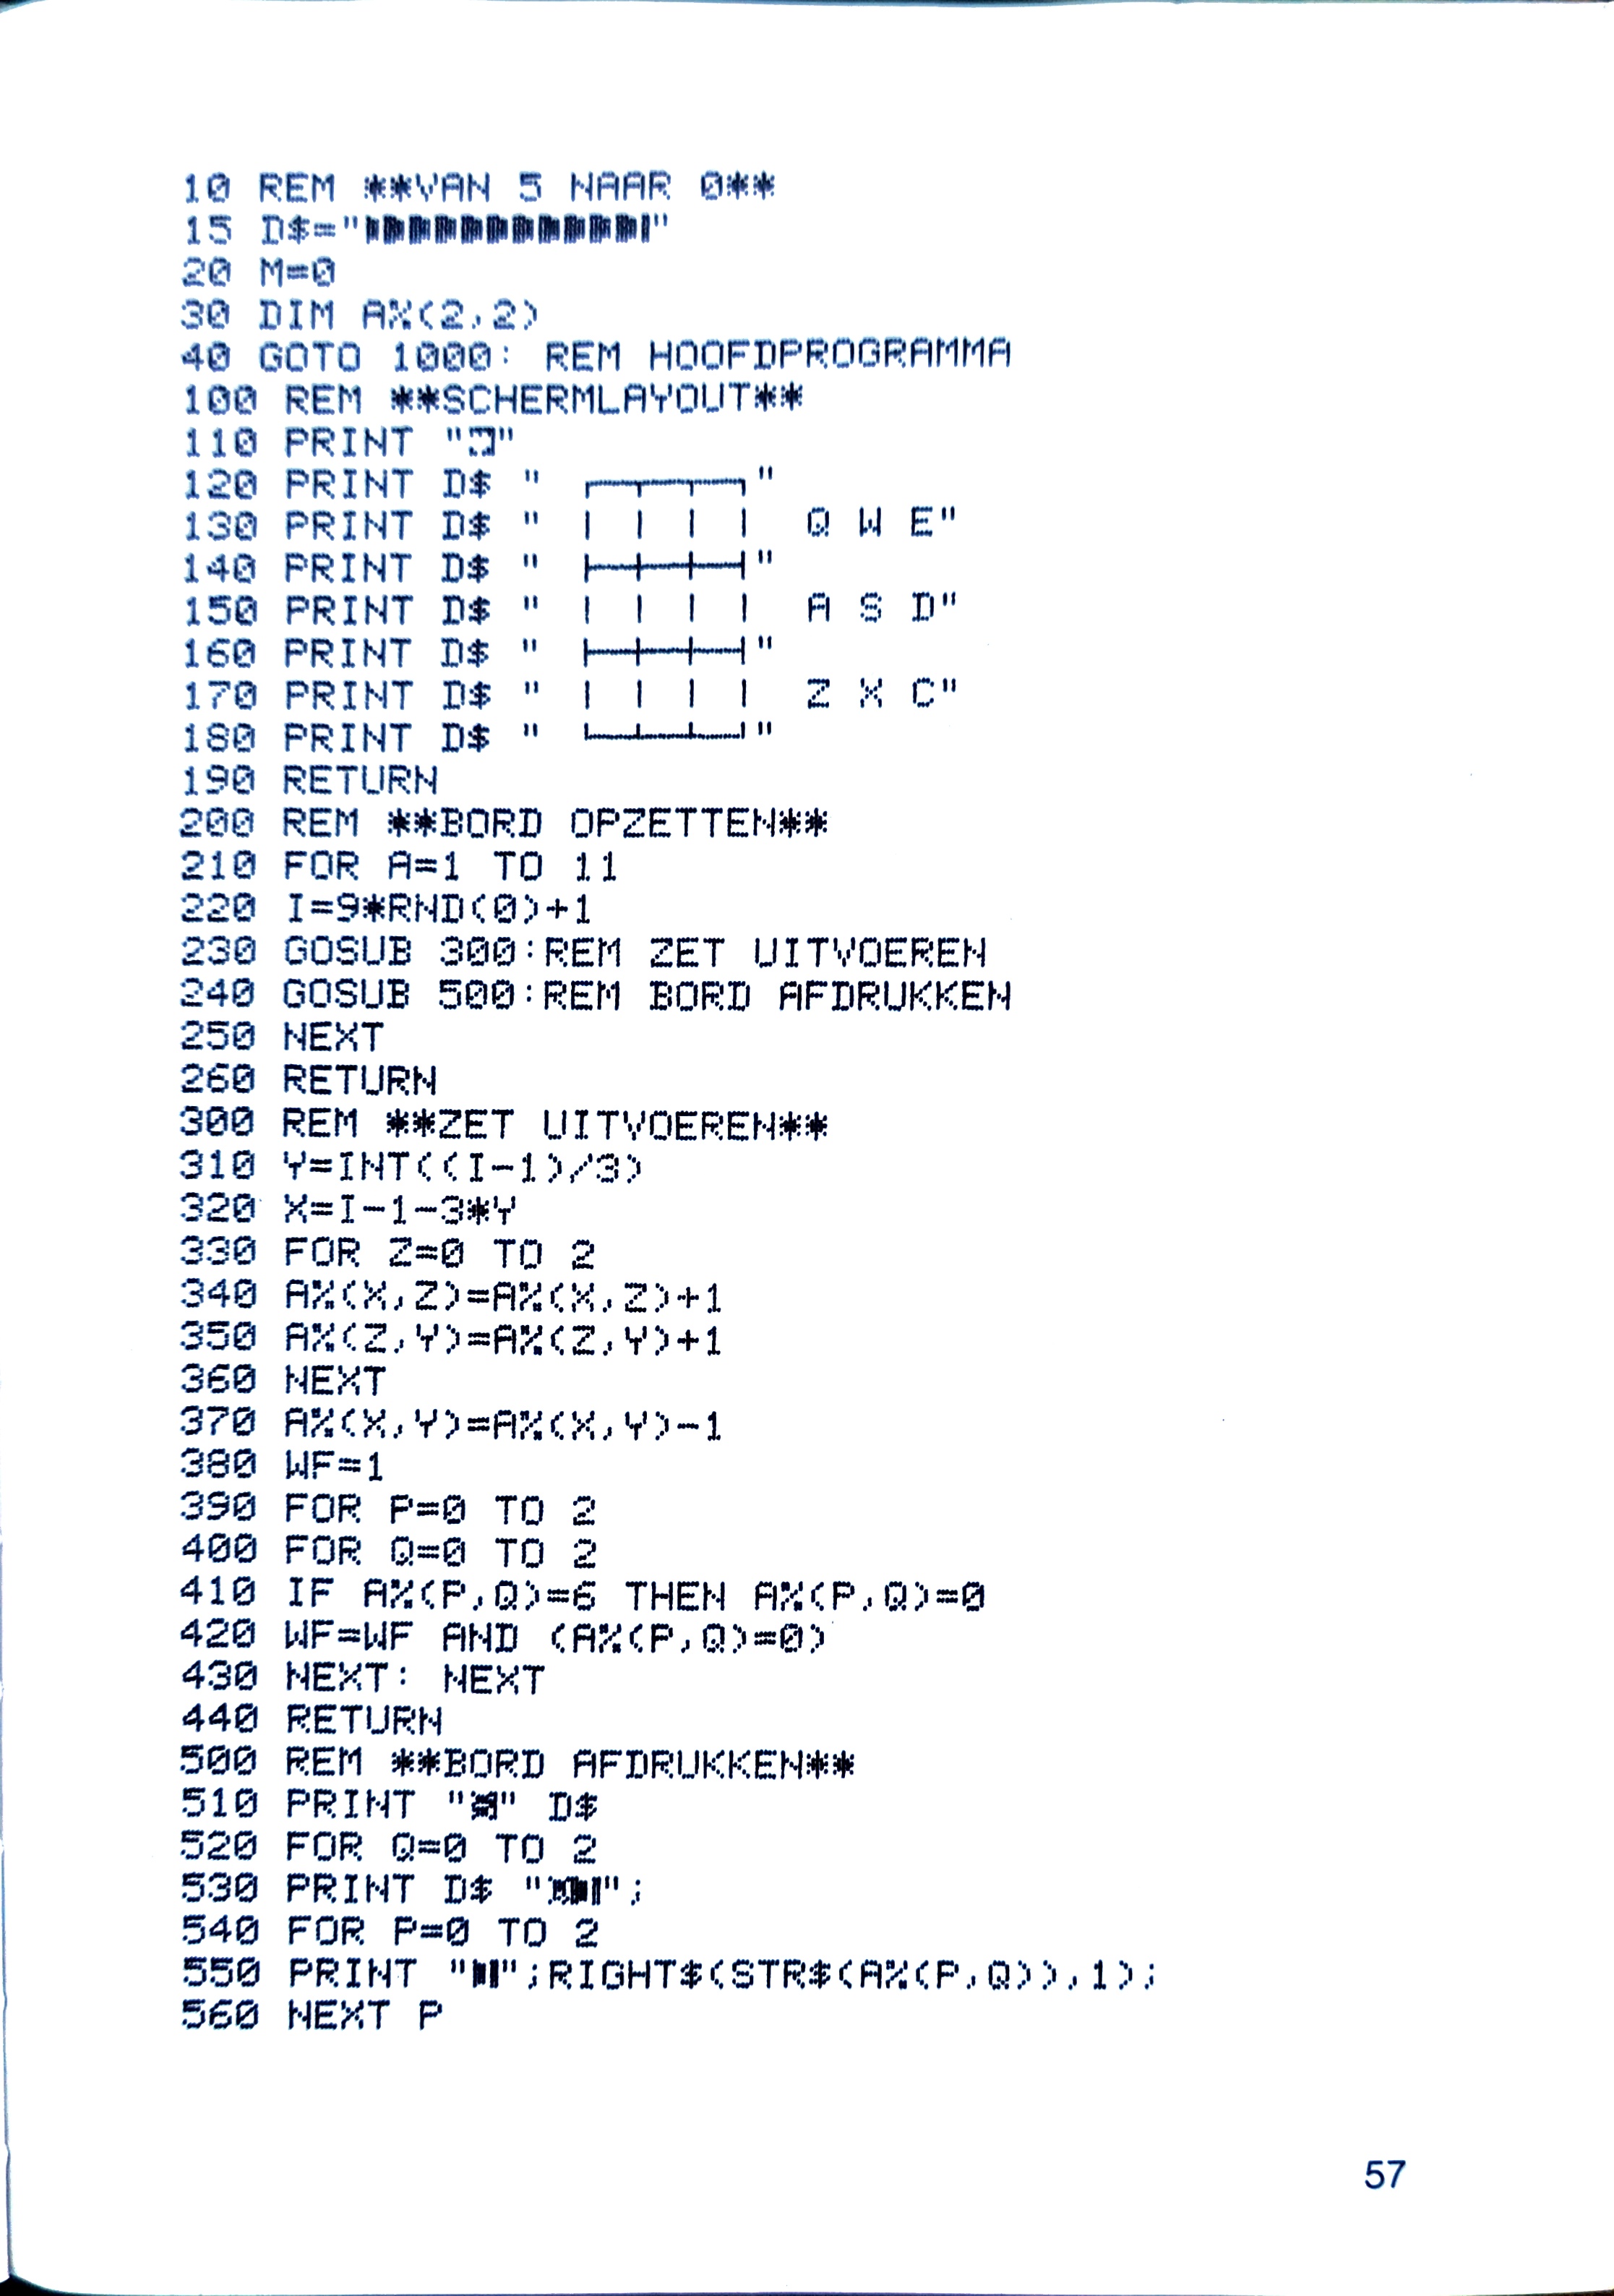 10 REM **VAN 5 NAAR 0**
15 D$=""
20 M=0
30 DIM A%(2,2)
40 GOTO 1000: REM HOOFDPROGRAMMA
100 REM **SCHERMLAYOUT**
110 PRINT ""
120 PRINT D$ " ┌─┬─┬─┐"
130 PRINT D$ " │ │ │ │  Q W E"
140 PRINT D$ " ├─┼─┼─┤"
150 PRINT D$ " │ │ │ │  A S D"
160 PRINT D$ " ├─┼─┼─┤"
170 PRINT D$ " │ │ │ │  Z X C"
180 PRINT D$ " └─┴─┴─┘"
190 RETURN
200 REM **BORD OPZETTEN**
210 FOR A=1 TO 11
220 I=9*RND(0)+1
230 GOSUB 300:REM ZET UITVOEREN
240 GOSUB 500:REM BORD AFDRUKKEN
250 NEXT
260 RETURN
300 REM **ZET UITVOEREN**
310 Y=INT((I-1)/3)
320 X=I-1-3*Y
330 FOR Z=0 TO 2
340 A%(X,Z)=A%(X,Z)+1
350 A%(Z,Y)=A%(Z,Y)+1
360 NEXT
370 A%(X,Y)=A%(X,Y)-1
380 WF=1
390 FOR P=0 TO 2
400 FOR Q=0 TO 2
410 IF A%(P,Q)=6 THEN A%(P,Q)=0
420 WF=WF AND (A%(P,Q)=0)
430 NEXT: NEXT
440 RETURN
500 REM **BORD AFDRUKKEN**
510 PRINT "" D$
520 FOR Q=0 TO 2
530 PRINT D$ "";
540 FOR P=0 TO 2
550 PRINT "";RIGHT$(STR$(A%(P,Q)),1);
560 NEXT P
57